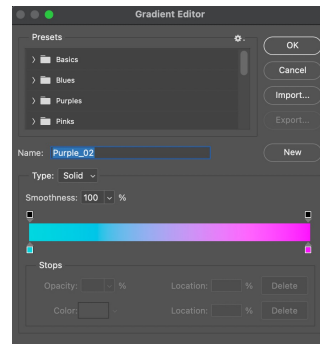 Gradient Editor
Presets
OK
Basics
Cancel
Blues
Import...
Purples
Export...
Pinks
Name: Purple_02
New
Type: Solid
Smoothness: 100 %
Stops
Opacity: % Location: % Delete
Color: Location: % Delete